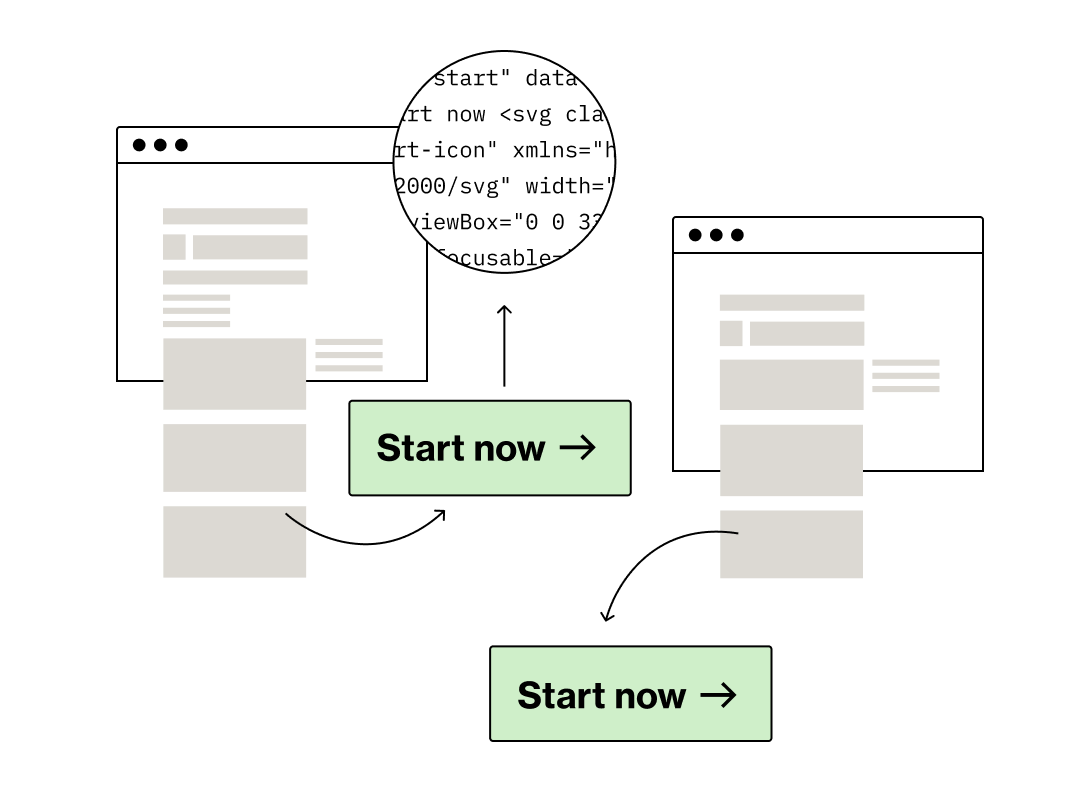 start" data
rt now <svg cla
rt-icon" xmlns="h
2000/svg" width="
viewBox="0 0 33
focusable=
Start now →
Start now →